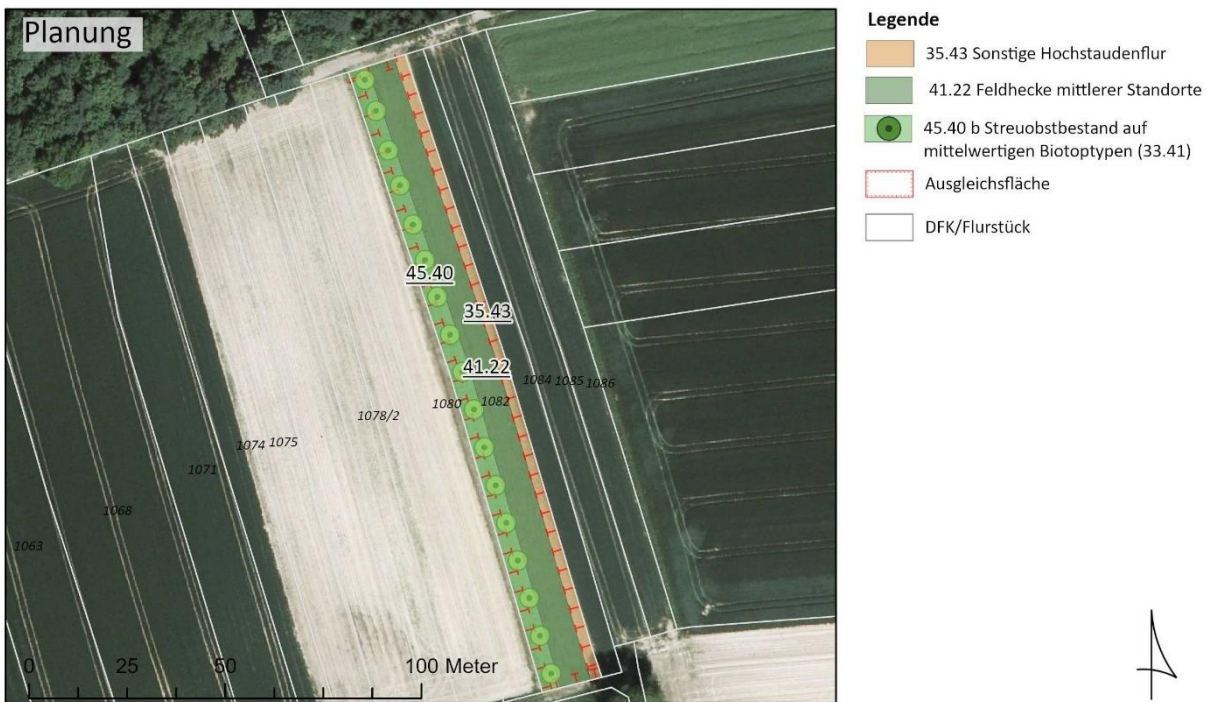 Planung
45.40
35.43
41.22
1084
1085
1086
1080
1082
1078/2
1074
1075
1071
1068
1063
0
25
50
100 Meter
Legende
35.43 Sonstige Hochstaudenflur
41.22 Feldhecke mittlerer Standorte
45.40 b Streuobstbestand auf
mittelwertigen Biotoptypen (33.41)
Ausgleichsfläche
DFK/Flurstück